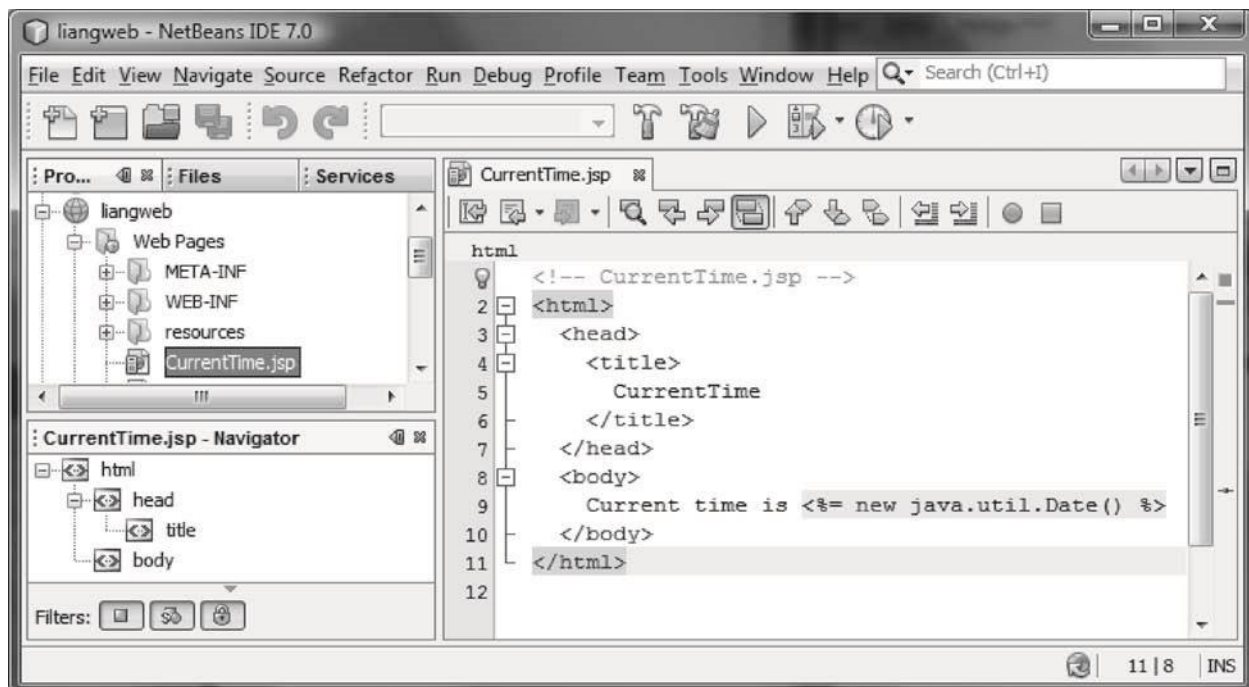 liangweb - NetBeans IDE 7.0
File Edit View Navigate Source Refactor Run Debug Profile Team Tools Window Help Search (Ctrl+I)
Pro... Files Services
liangweb
Web Pages
META-INF
WEB-INF
resources
CurrentTime.jsp
CurrentTime.jsp - Navigator
html
head
title
body
Filters:
CurrentTime.jsp
html
<!-- CurrentTime.jsp -->
2 <html>
3 <head>
4 <title>
5 CurrentTime
6 </title>
7 </head>
8 <body>
9 Current time is <%= new java.util.Date() %>
10 </body>
11 </html>
12
11 | 8 INS